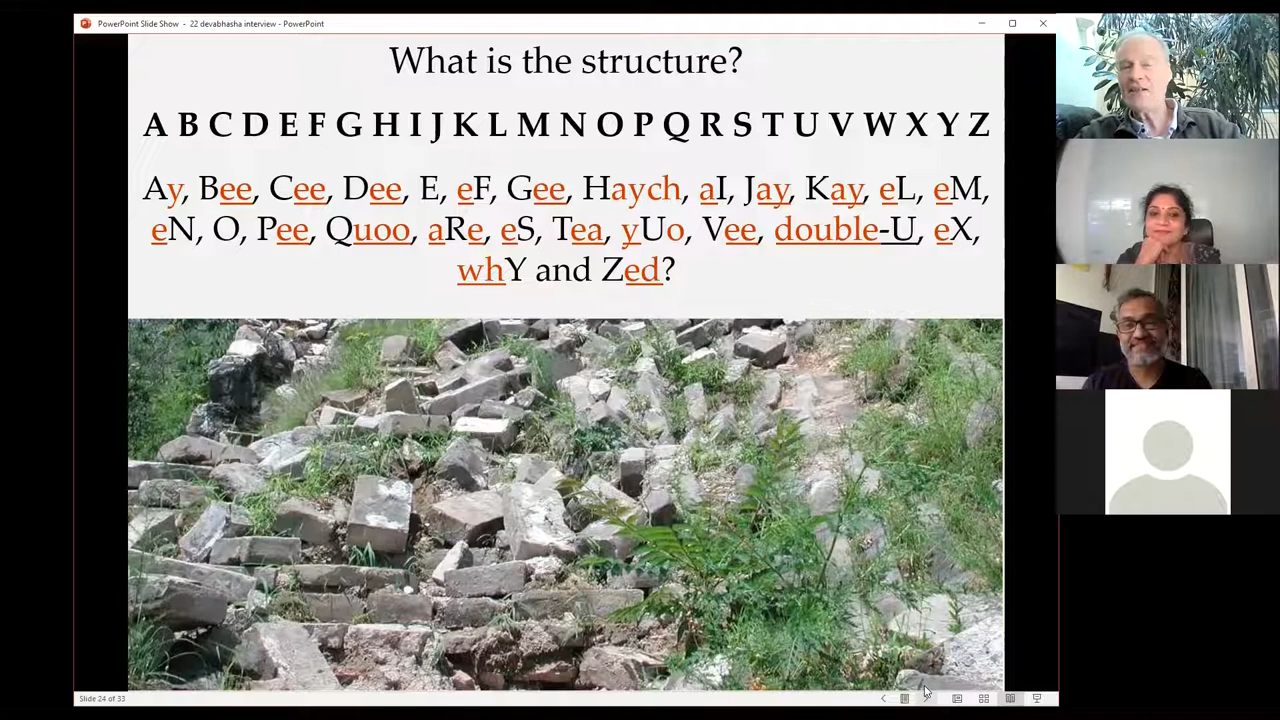 PowerPoint Slide Show - 22 devabhasha interview - PowerPoint
What is the structure?
A B C D E F G H I J K L M N O P Q R S T U V W X Y Z
Ay, Bee, Cee, Dee, E, eF, Gee, Haych, aI, Jay, Kay, eL, eM,
eN, O, Pee, Quoo, aRe, eS, Tea, yUo, Vee, double-U, eX,
whY and Zed?
Slide 24 of 33